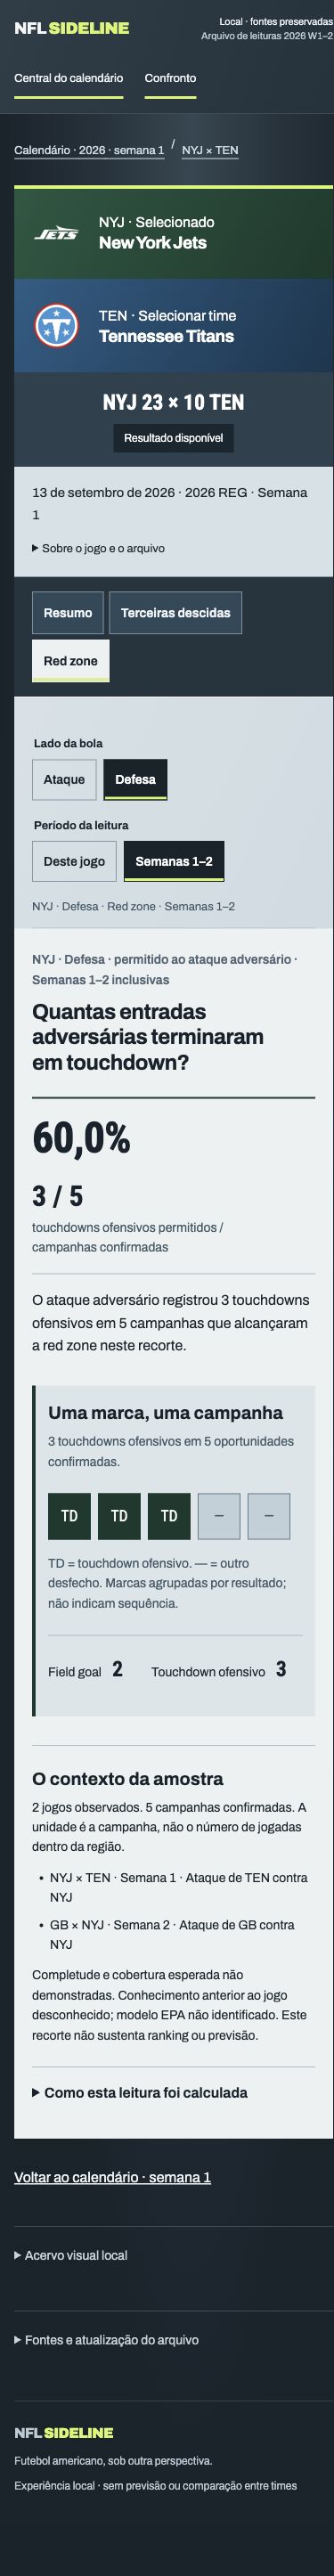 NFL SIDELINE
Local · fontes preservadas
Arquivo de leituras 2026 W1–2
Central do calendário
Confronto
Calendário · 2026 · semana 1 / NYJ × TEN
JETS
NYJ · Selecionado
New York Jets
TEN · Selecionar time
Tennessee Titans
NYJ 23 × 10 TEN
Resultado disponível
13 de setembro de 2026 · 2026 REG · Semana
1
▶ Sobre o jogo e o arquivo
Resumo
Terceiras descidas
Red zone
Lado da bola
Ataque
Defesa
Período da leitura
Deste jogo
Semanas 1–2
NYJ · Defesa · Red zone · Semanas 1–2
NYJ · Defesa · permitido ao ataque adversário ·
Semanas 1–2 inclusivas
Quantas entradas
adversárias terminaram
em touchdown?
60,0%
3 / 5
touchdowns ofensivos permitidos /
campanhas confirmadas
O ataque adversário registrou 3 touchdowns
ofensivos em 5 campanhas que alcançaram
a red zone neste recorte.
Uma marca, uma campanha
3 touchdowns ofensivos em 5 oportunidades
confirmadas.
TD TD TD — —
TD = touchdown ofensivo. — = outro
desfecho. Marcas agrupadas por resultado;
não indicam sequência.
Field goal 2 Touchdown ofensivo 3
O contexto da amostra
2 jogos observados. 5 campanhas confirmadas. A
unidade é a campanha, não o número de jogadas
dentro da região.
• NYJ × TEN · Semana 1 · Ataque de TEN contra
NYJ
• GB × NYJ · Semana 2 · Ataque de GB contra
NYJ
Completude e cobertura esperada não
demonstradas. Conhecimento anterior ao jogo
desconhecido; modelo EPA não identificado. Este
recorte não sustenta ranking ou previsão.
▶ Como esta leitura foi calculada
Voltar ao calendário · semana 1
▶ Acervo visual local
▶ Fontes e atualização do arquivo
NFL SIDELINE
Futebol americano, sob outra perspectiva.
Experiência local · sem previsão ou comparação entre times